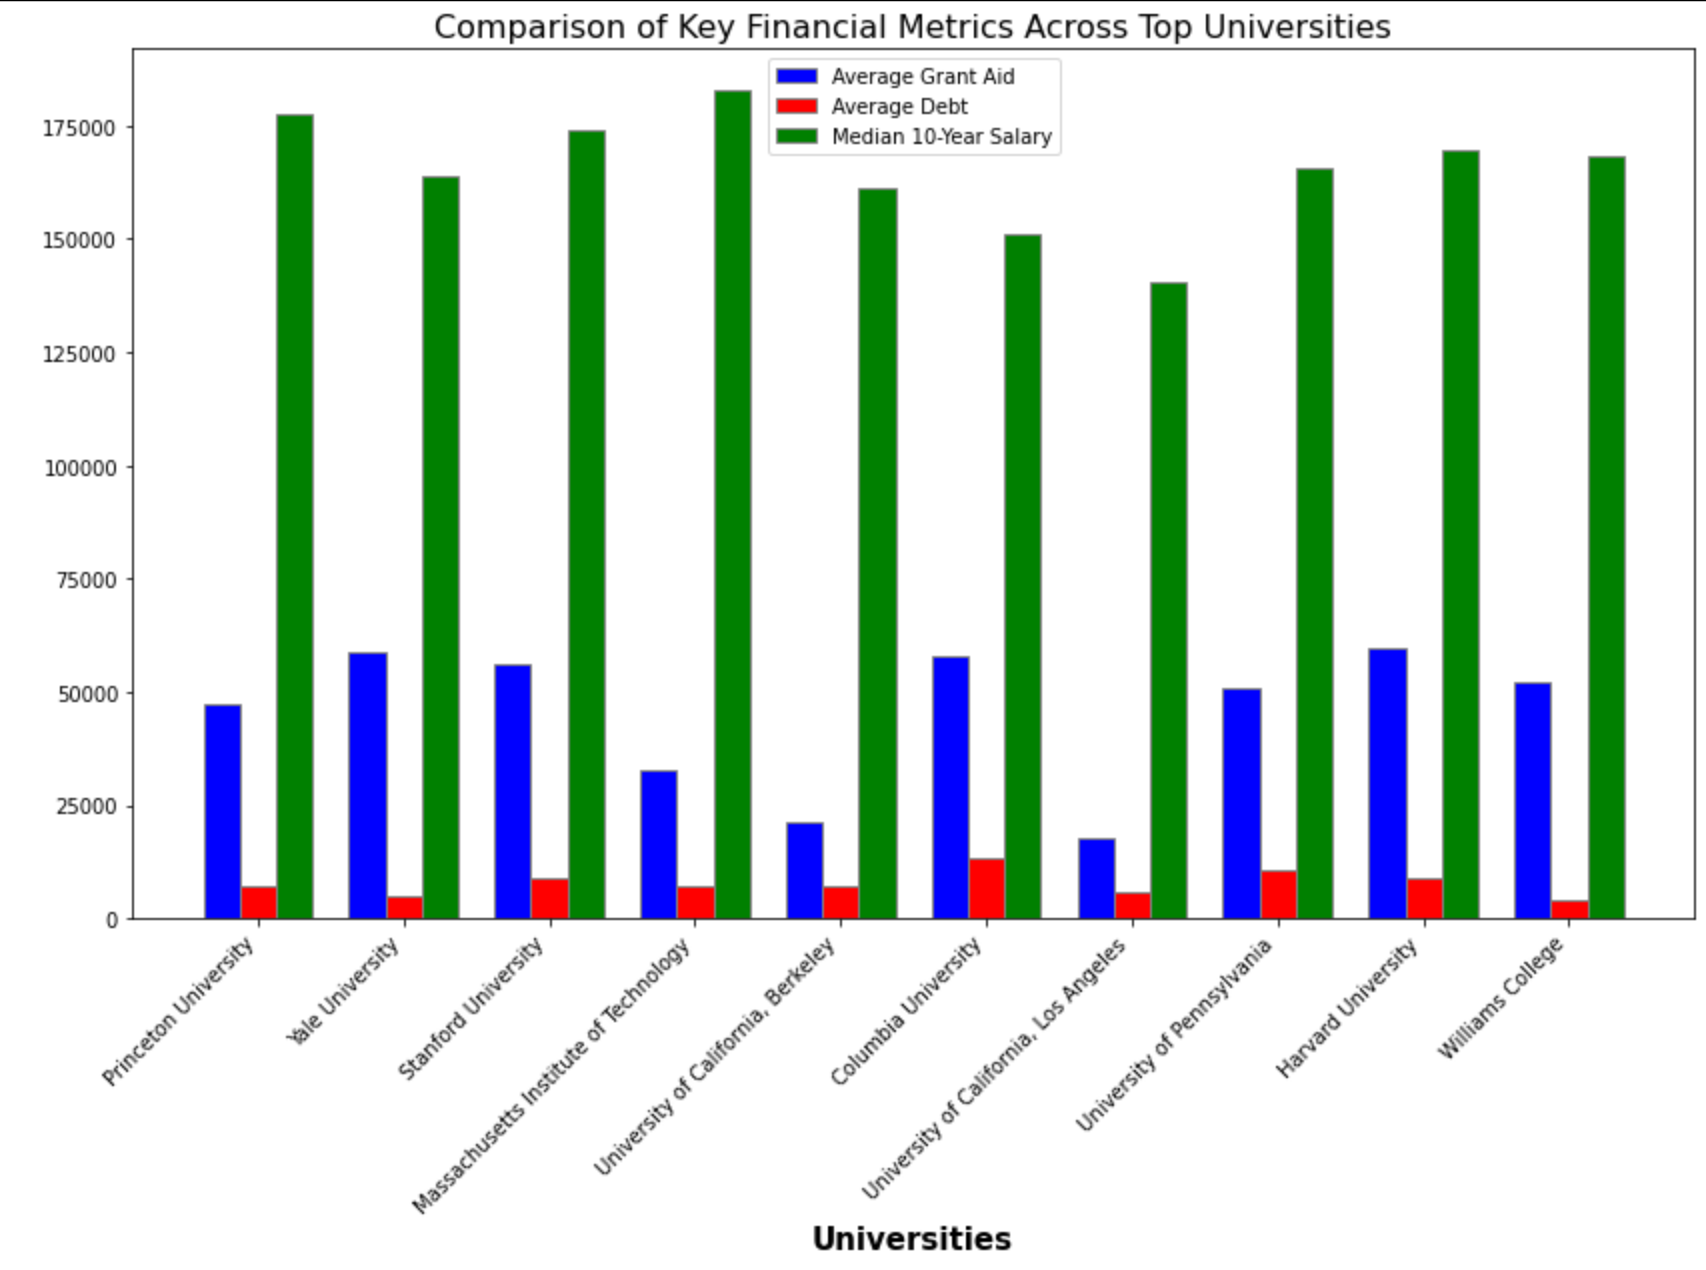 Comparison of Key Financial Metrics Across Top Universities
Average Grant Aid
Average Debt
Median 10-Year Salary
175000
150000
125000
100000
75000
50000
25000
0
Princeton University
Yale University
Stanford University
Massachusetts Institute of Technology
University of California, Berkeley
Columbia University
University of California, Los Angeles
University of Pennsylvania
Harvard University
Williams College
Universities